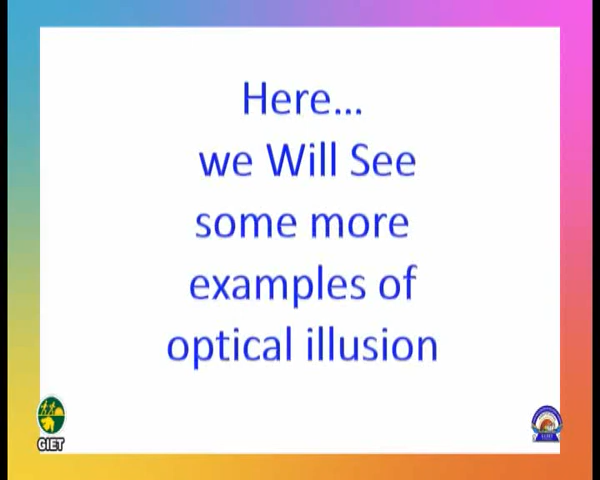 Here...
we Will See
some more
examples of
optical illusion
GIET